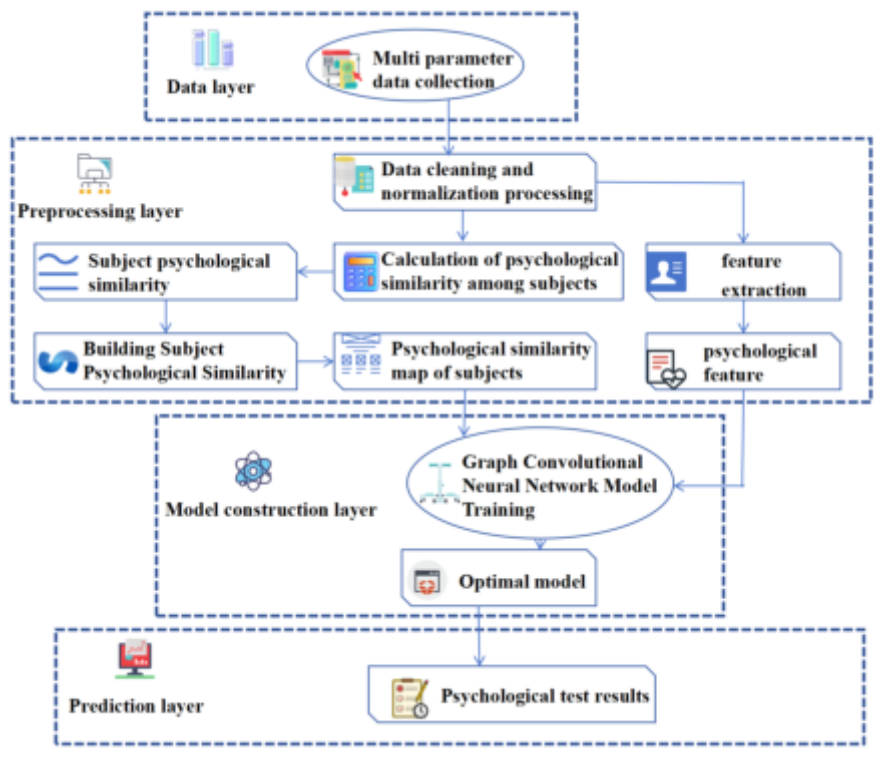 Multi parameter
data collection
Data layer
Data cleaning and
normalization processing
Preprocessing layer
Subject psychological
similarity
Calculation of psychological
similarity among subjects
feature
extraction
Building Subject
Psychological Similarity
Psychological similarity
map of subjects
psychological
feature
Graph Convolutional
Neural Network Model
Training
Model construction layer
Optimal model
Prediction layer
Psychological test results